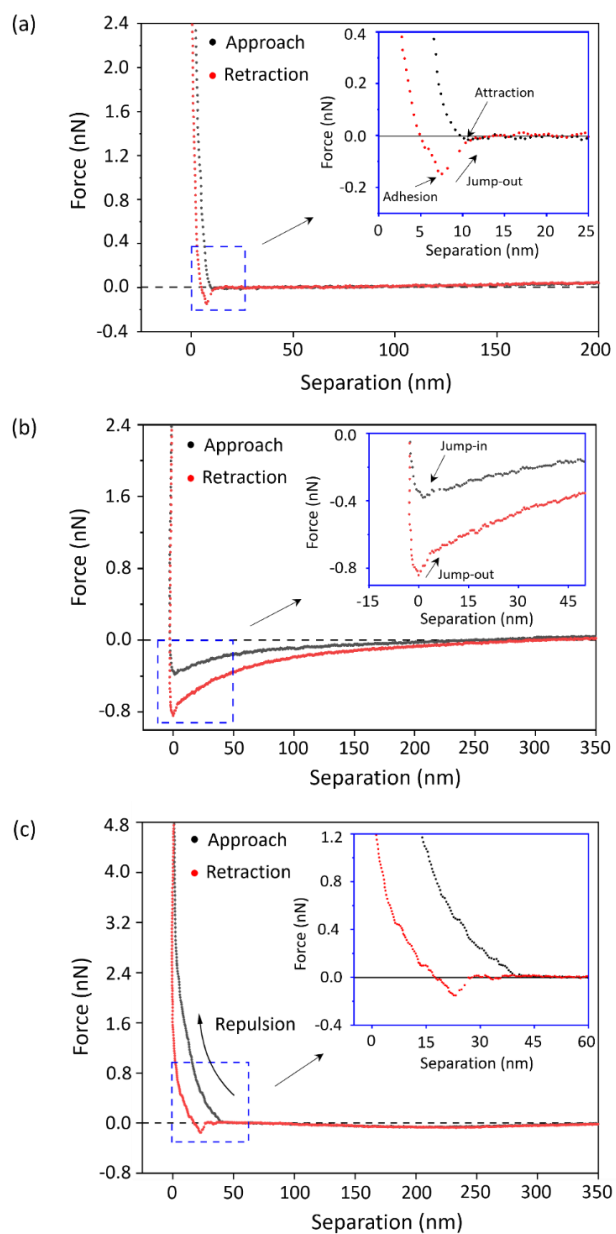 (a)
2.4
2.0
1.6
1.2
0.8
0.4
0.0
-0.4
Force (nN)
Approach
Retraction
0
50
100
150
200
Separation (nm)
0.4
0.2
0.0
-0.2
Force (nN)
Attraction
Adhesion
Jump-out
0
5
10
15
20
25
Separation (nm)
(b)
2.4
1.6
0.8
0.0
-0.8
Force (nN)
Approach
Retraction
0
50
100
150
200
250
300
350
Separation (nm)
0.0
-0.4
-0.8
Force (nN)
Jump-in
Jump-out
-15
0
15
30
45
Separation (nm)
(c)
4.8
4.0
3.2
2.4
1.6
0.8
0.0
-0.8
Force (nN)
Approach
Retraction
Repulsion
0
50
100
150
200
250
300
350
Separation (nm)
1.2
0.8
0.4
0.0
-0.4
Force (nN)
0
15
30
45
60
Separation (nm)